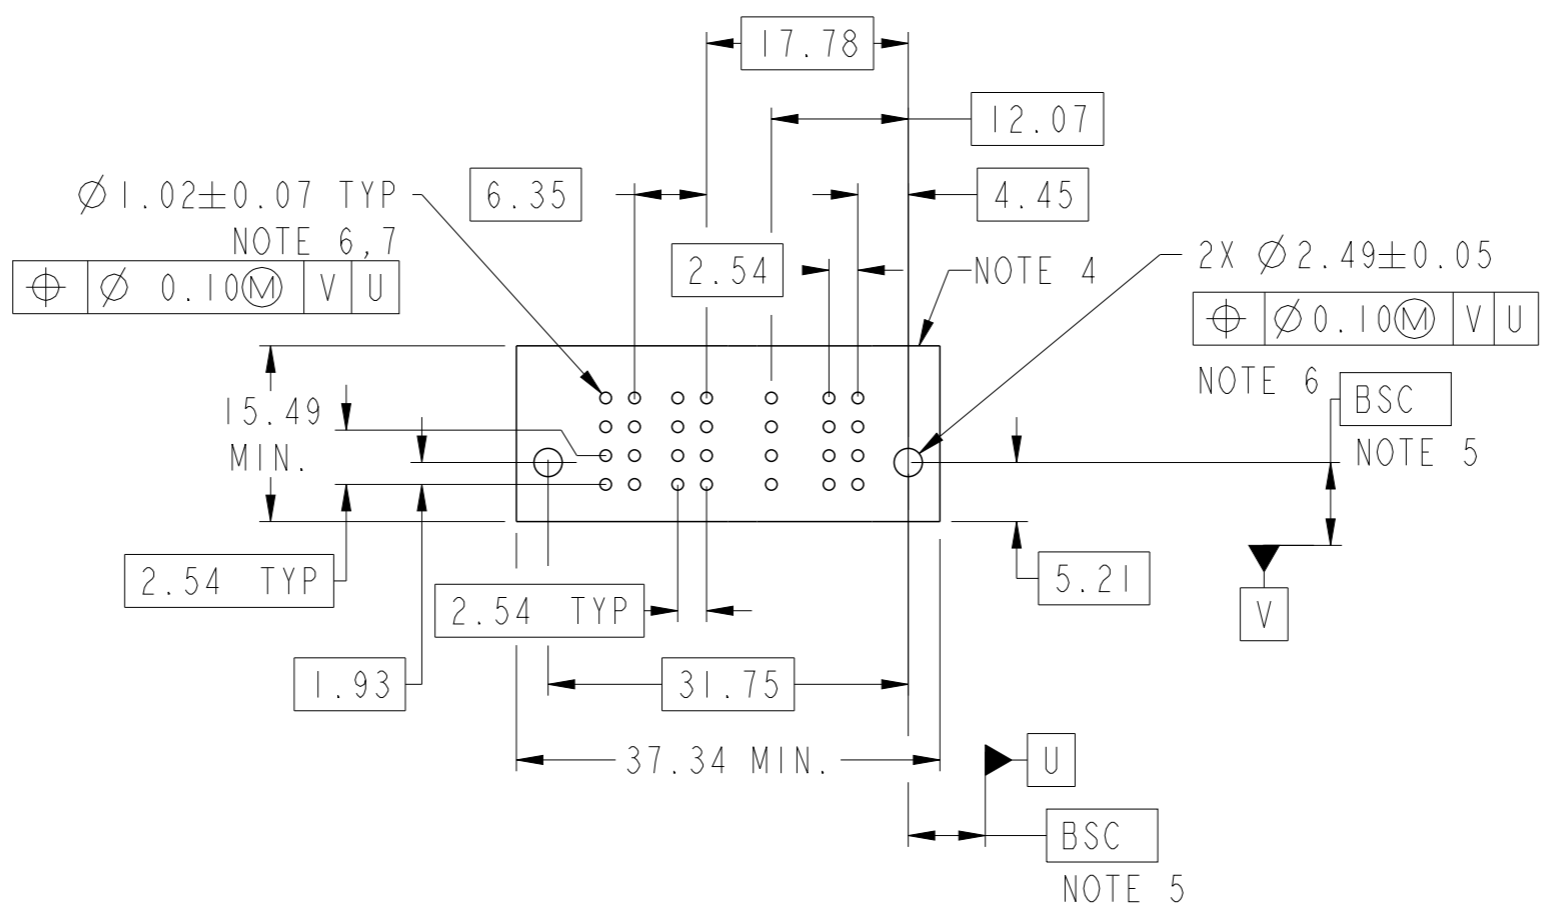 17.78
12.07
Ø1.02±0.07 TYP
NOTE 6,7
⌖ Ø 0.10Ⓜ V U
6.35
4.45
2.54
NOTE 4
2X Ø2.49±0.05
⌖ Ø0.10Ⓜ V U
NOTE 6
BSC
NOTE 5
15.49
MIN.
2.54 TYP
2.54 TYP
5.21
V
1.93
31.75
37.34 MIN.
U
BSC
NOTE 5